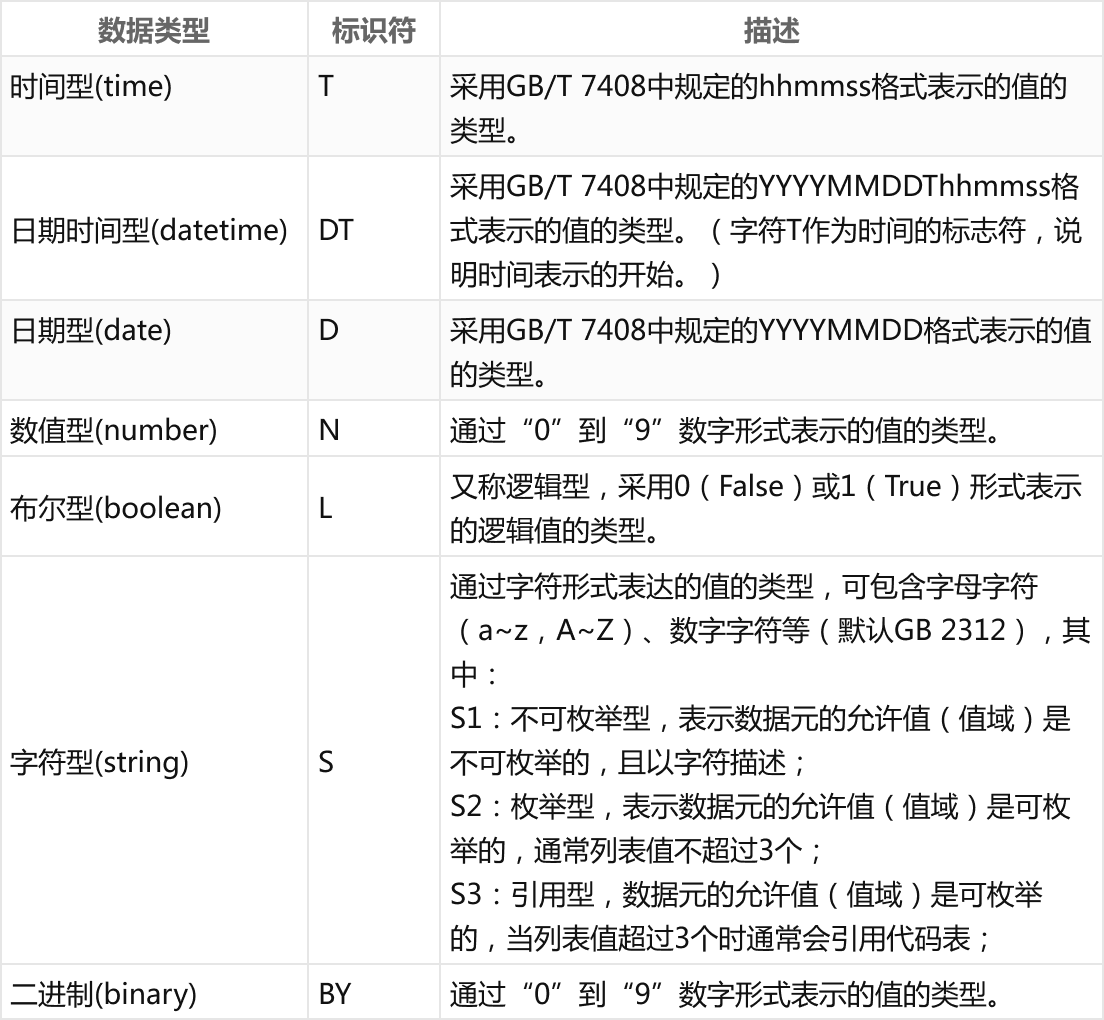 数据类型 标识符 描述
时间型(time) T 采用GB/T 7408中规定的hhmmss格式表示的值的
类型。
采用GB/T 7408中规定的YYYYMMDDThhmmss格
日期时间型(datetime) DT 式表示的值的类型。（字符T作为时间的标志符，说
明时间表示的开始。）
日期型(date) D 采用GB/T 7408中规定的YYYYMMDD格式表示的值
的类型。
数值型(number) N 通过“0”到“9”数字形式表示的值的类型。
布尔型(boolean) L 又称逻辑型，采用0（False）或1（True）形式表示
的逻辑值的类型。
通过字符形式表达的值的类型，可包含字母字符
（a~z，A~Z）、数字字符等（默认GB 2312），其
中：
S1：不可枚举型，表示数据元的允许值（值域）是
字符型(string) S 不可枚举的，且以字符描述；
S2：枚举型，表示数据元的允许值（值域）是可枚
举的，通常列表值不超过3个；
S3：引用型，数据元的允许值（值域）是可枚举
的，当列表值超过3个时通常会引用代码表；
二进制(binary) BY 通过“0”到“9”数字形式表示的值的类型。